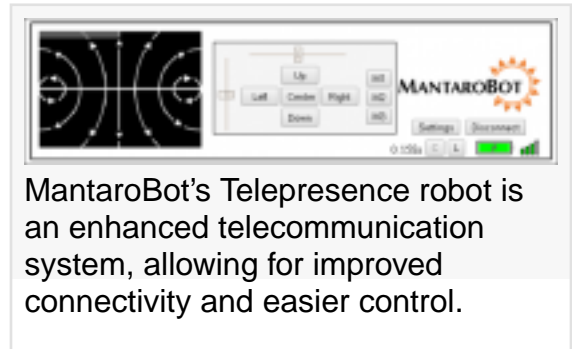 Up
Left Center Right
Down
MANTAROBOT
Settings Disconnect
MantaroBot's Telepresence robot is
an enhanced telecommunication
system, allowing for improved
connectivity and easier control.